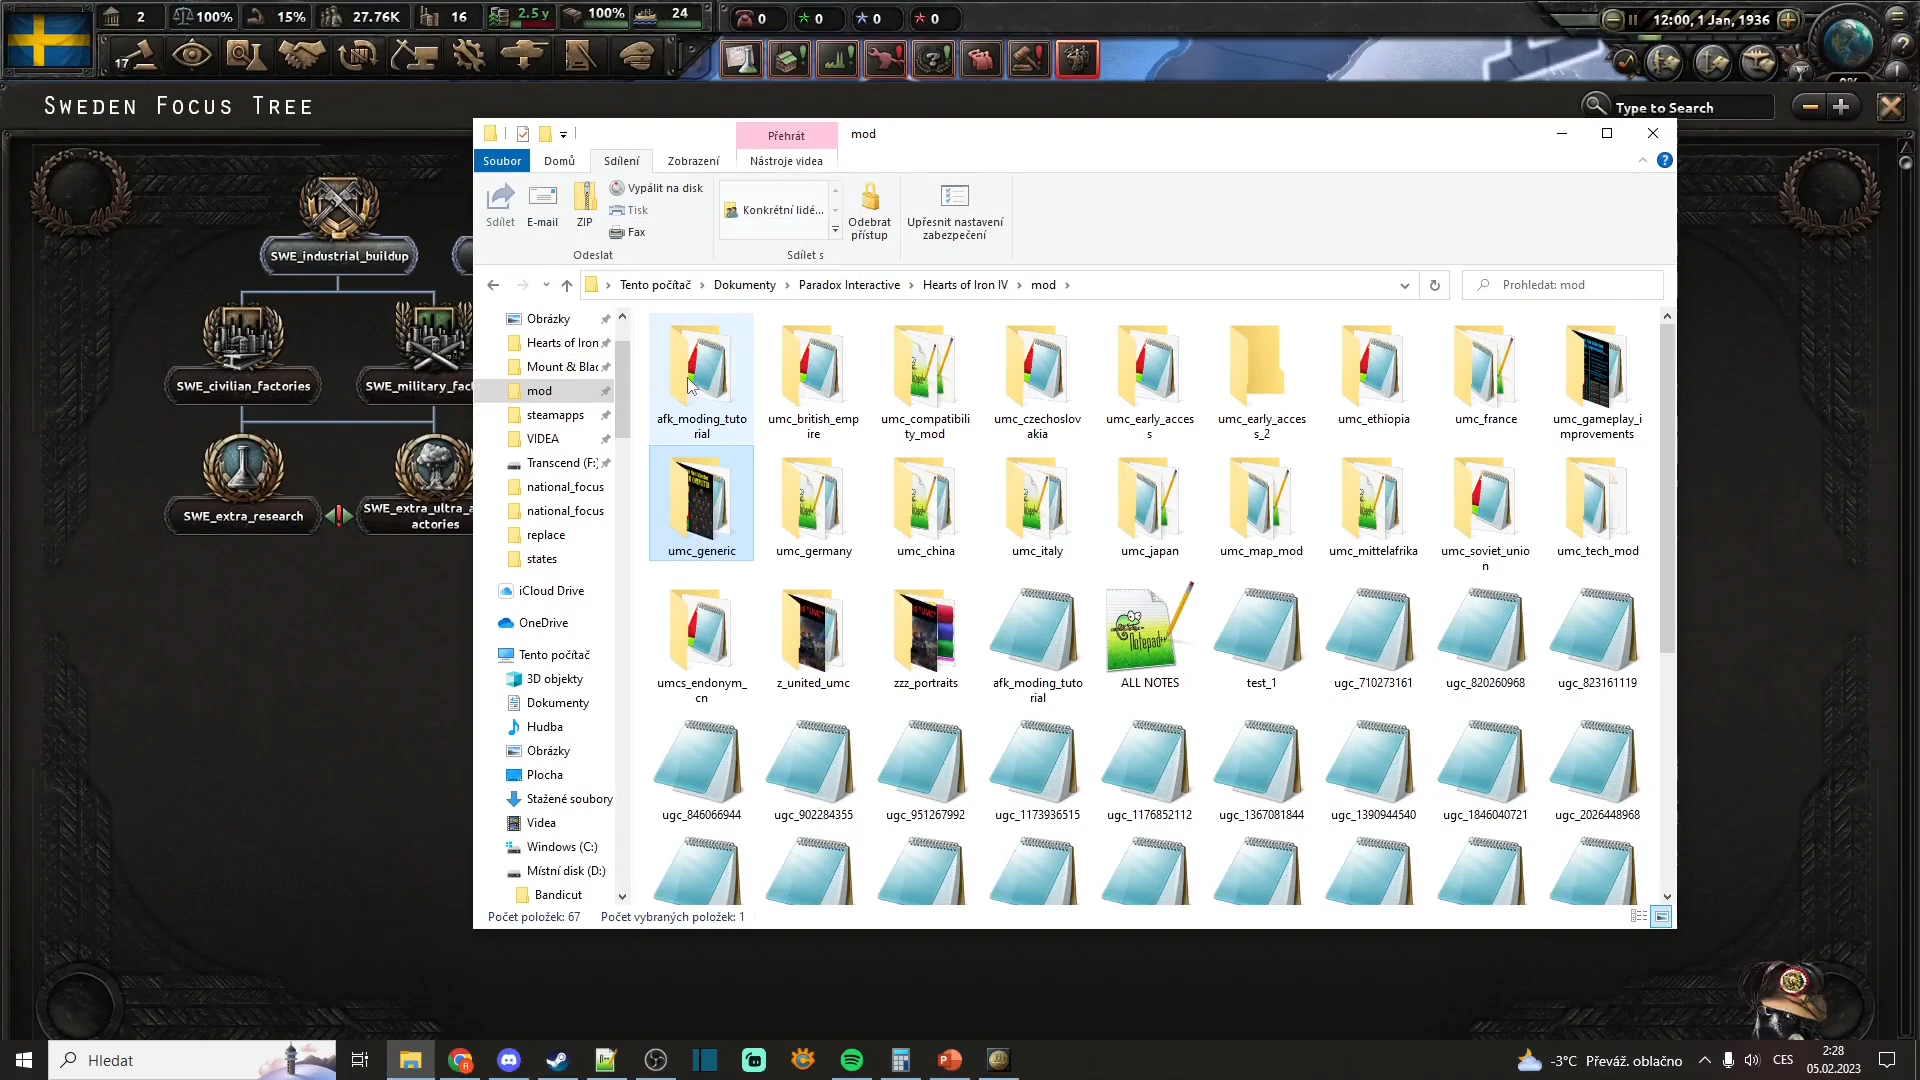 2
100%
15%
27.76K
16
2.5 y
100%
24
0
0
0
0
12:00, 1 Jan, 1936
17
Sweden Focus Tree
Type to Search
SWE_industrial_buildup
SWE_civilian_factories
SWE_military_fac
SWE_extra_research
SWE_extra_ultra_
actories
Přehrát
mod
Soubor
Domů
Sdílení
Zobrazení
Nástroje videa
Sdílet
E-mail
ZIP
Vypálit na disk
Tisk
Fax
Odeslat
Konkrétní lidé...
Sdílet s
Odebrat
přístup
Upřesnit nastavení
zabezpečení
Tento počítač
Dokumenty
Paradox Interactive
Hearts of Iron IV
mod
Prohledat: mod
Obrázky
Hearts of Iron
Mount & Blac
mod
steamapps
VIDEA
Transcend (F:)
national_focus
national_focus
replace
states
iCloud Drive
OneDrive
Tento počítač
3D objekty
Dokumenty
Hudba
Obrázky
Plocha
Stažené soubory
Videa
Windows (C:)
Místní disk (D:)
Bandicut
afk_moding_tuto
rial
umc_british_emp
ire
umc_compatibili
ty_mod
umc_czechoslov
akia
umc_early_acces
s
umc_early_acces
s_2
umc_ethiopia
umc_france
umc_gameplay_i
mprovements
umc_generic
umc_germany
umc_china
umc_italy
umc_japan
umc_map_mod
umc_mittelafrika
umc_soviet_unio
n
umc_tech_mod
umcs_endonym_
cn
z_united_umc
zzz_portraits
afk_moding_tuto
rial
Notepad++
ALL NOTES
test_1
ugc_710273161
ugc_820260968
ugc_823161119
ugc_846066944
ugc_902284355
ugc_951267992
ugc_1173936515
ugc_1176852112
ugc_1367081844
ugc_1390944540
ugc_1846040721
ugc_2026448968
Počet položek: 67
Počet vybraných položek: 1
Hledat
-3°C
Převáž. oblačno
CES
2:28
05.02.2023